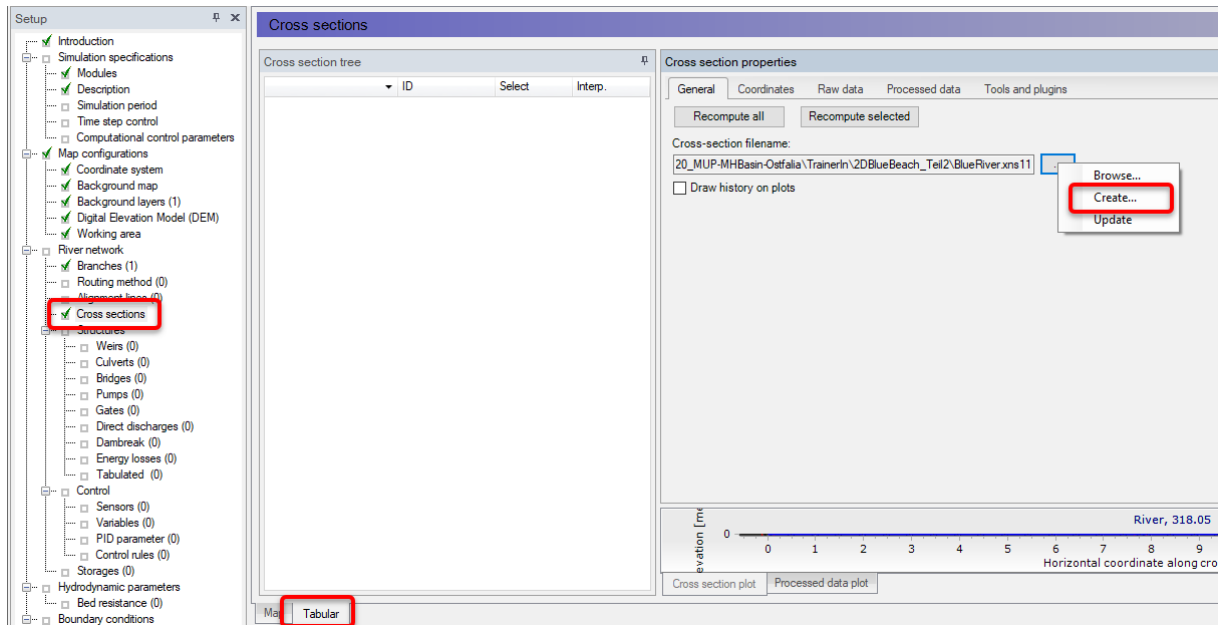 Setup
Introduction
Simulation specifications
Modules
Description
Simulation period
Time step control
Computational control parameters
Map configurations
Coordinate system
Background map
Background layers (1)
Digital Elevation Model (DEM)
Working area
River network
Branches (1)
Routing method (0)
Alignment lines (0)
Cross sections
Structures
Weirs (0)
Culverts (0)
Bridges (0)
Pumps (0)
Gates (0)
Direct discharges (0)
Dambreak (0)
Energy losses (0)
Tabulated (0)
Control
Sensors (0)
Variables (0)
PID parameter (0)
Control rules (0)
Storages (0)
Hydrodynamic parameters
Bed resistance (0)
Boundary conditions
Cross sections
Cross section tree
ID Select Interp.
Ma Tabular
Cross section properties
General Coordinates Raw data Processed data Tools and plugins
Recompute all Recompute selected
Cross-section filename:
20_MUP-MHBasin-Ostfalia\TrainerIn\2DBlueBeach_Teil2\BlueRiver.xns11
Draw history on plots
Browse...
Create...
Update
River, 318.05
0
0 1 2 3 4 5 6 7 8 9
Horizontal coordinate along cro
Cross section plot Processed data plot